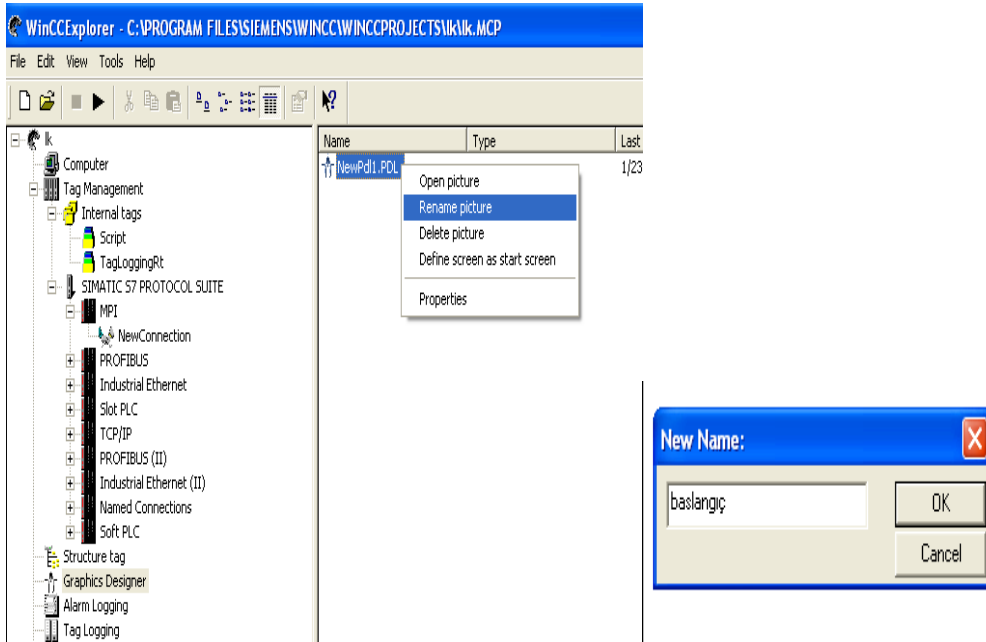 WinCCExplorer - C:\PROGRAM FILES\SIEMENS\WINCC\WINCCPROJECTS\lk\lk.MCP
File Edit View Tools Help
lk
Computer
Tag Management
Internal tags
Script
TagLoggingRt
SIMATIC S7 PROTOCOL SUITE
MPI
NewConnection
PROFIBUS
Industrial Ethernet
Slot PLC
TCP/IP
PROFIBUS (II)
Industrial Ethernet (II)
Named Connections
Soft PLC
Structure tag
Graphics Designer
Alarm Logging
Tag Logging
Name Type Last
NewPdl1.PDL 1/23
Open picture
Rename picture
Delete picture
Define screen as start screen
Properties
New Name:
baslangıç
OK
Cancel